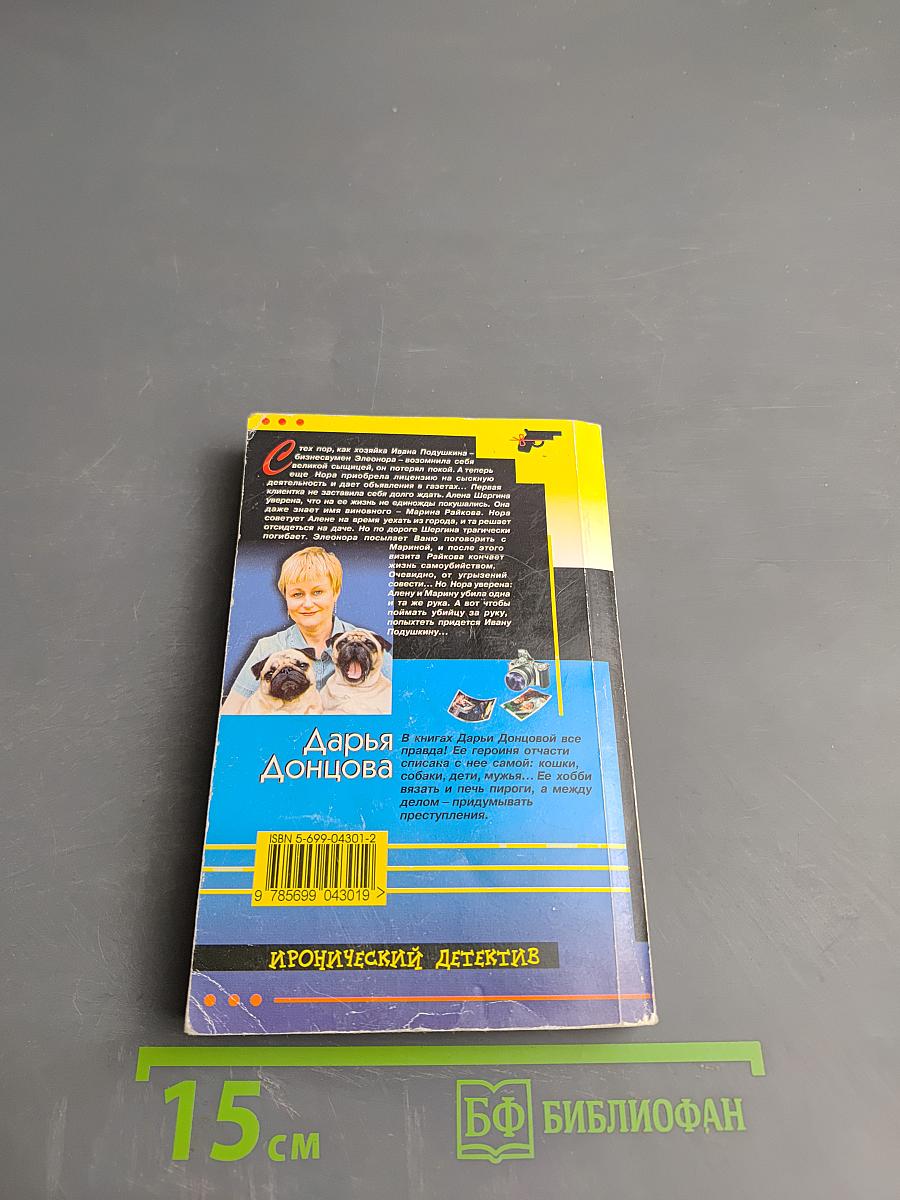 С тех пор, как хозяйка Ивана Подушкина –
бизнесвумен Элеонора – возомнила себя
великой сыщицей, он потерял покой. А теперь
еще Нора приобрела лицензию на сыскную
деятельность и дает объявления в газетах... Первая
клиентка не заставила себя долго ждать. Алена Шергина
уверена, что на ее жизнь не единожды покушались. Она
даже знает имя виновного – Марина Райкова. Нора
советует Алене на время уехать из города, и та решает
отсидеться на даче. Но по дороге Шергина трагически
погибает. Элеонора посылает Ваню поговорить с
Мариной, и после этого
визита Райкова кончает
жизнь самоубийством.
Очевидно, от угрызений
совести... Но Нора уверена:
Алену и Марину убила одна
и та же рука. А вот чтобы
поймать убийцу за руку,
попыхтеть придется Ивану
Подушкину...
Дарья
Донцова
В книгах Дарьи Донцовой все
правда! Ее героиня отчасти
списана с нее самой: кошки,
собаки, дети, мужья... Ее хобби
вязать и печь пироги, а между
делом – придумывать
преступления.
ISBN 5-699-04301-2
9 785699 043019 >
ИРОНИЧЕСКИЙ ДЕТЕКТИВ
15 см
БФ БИБЛИОФАН